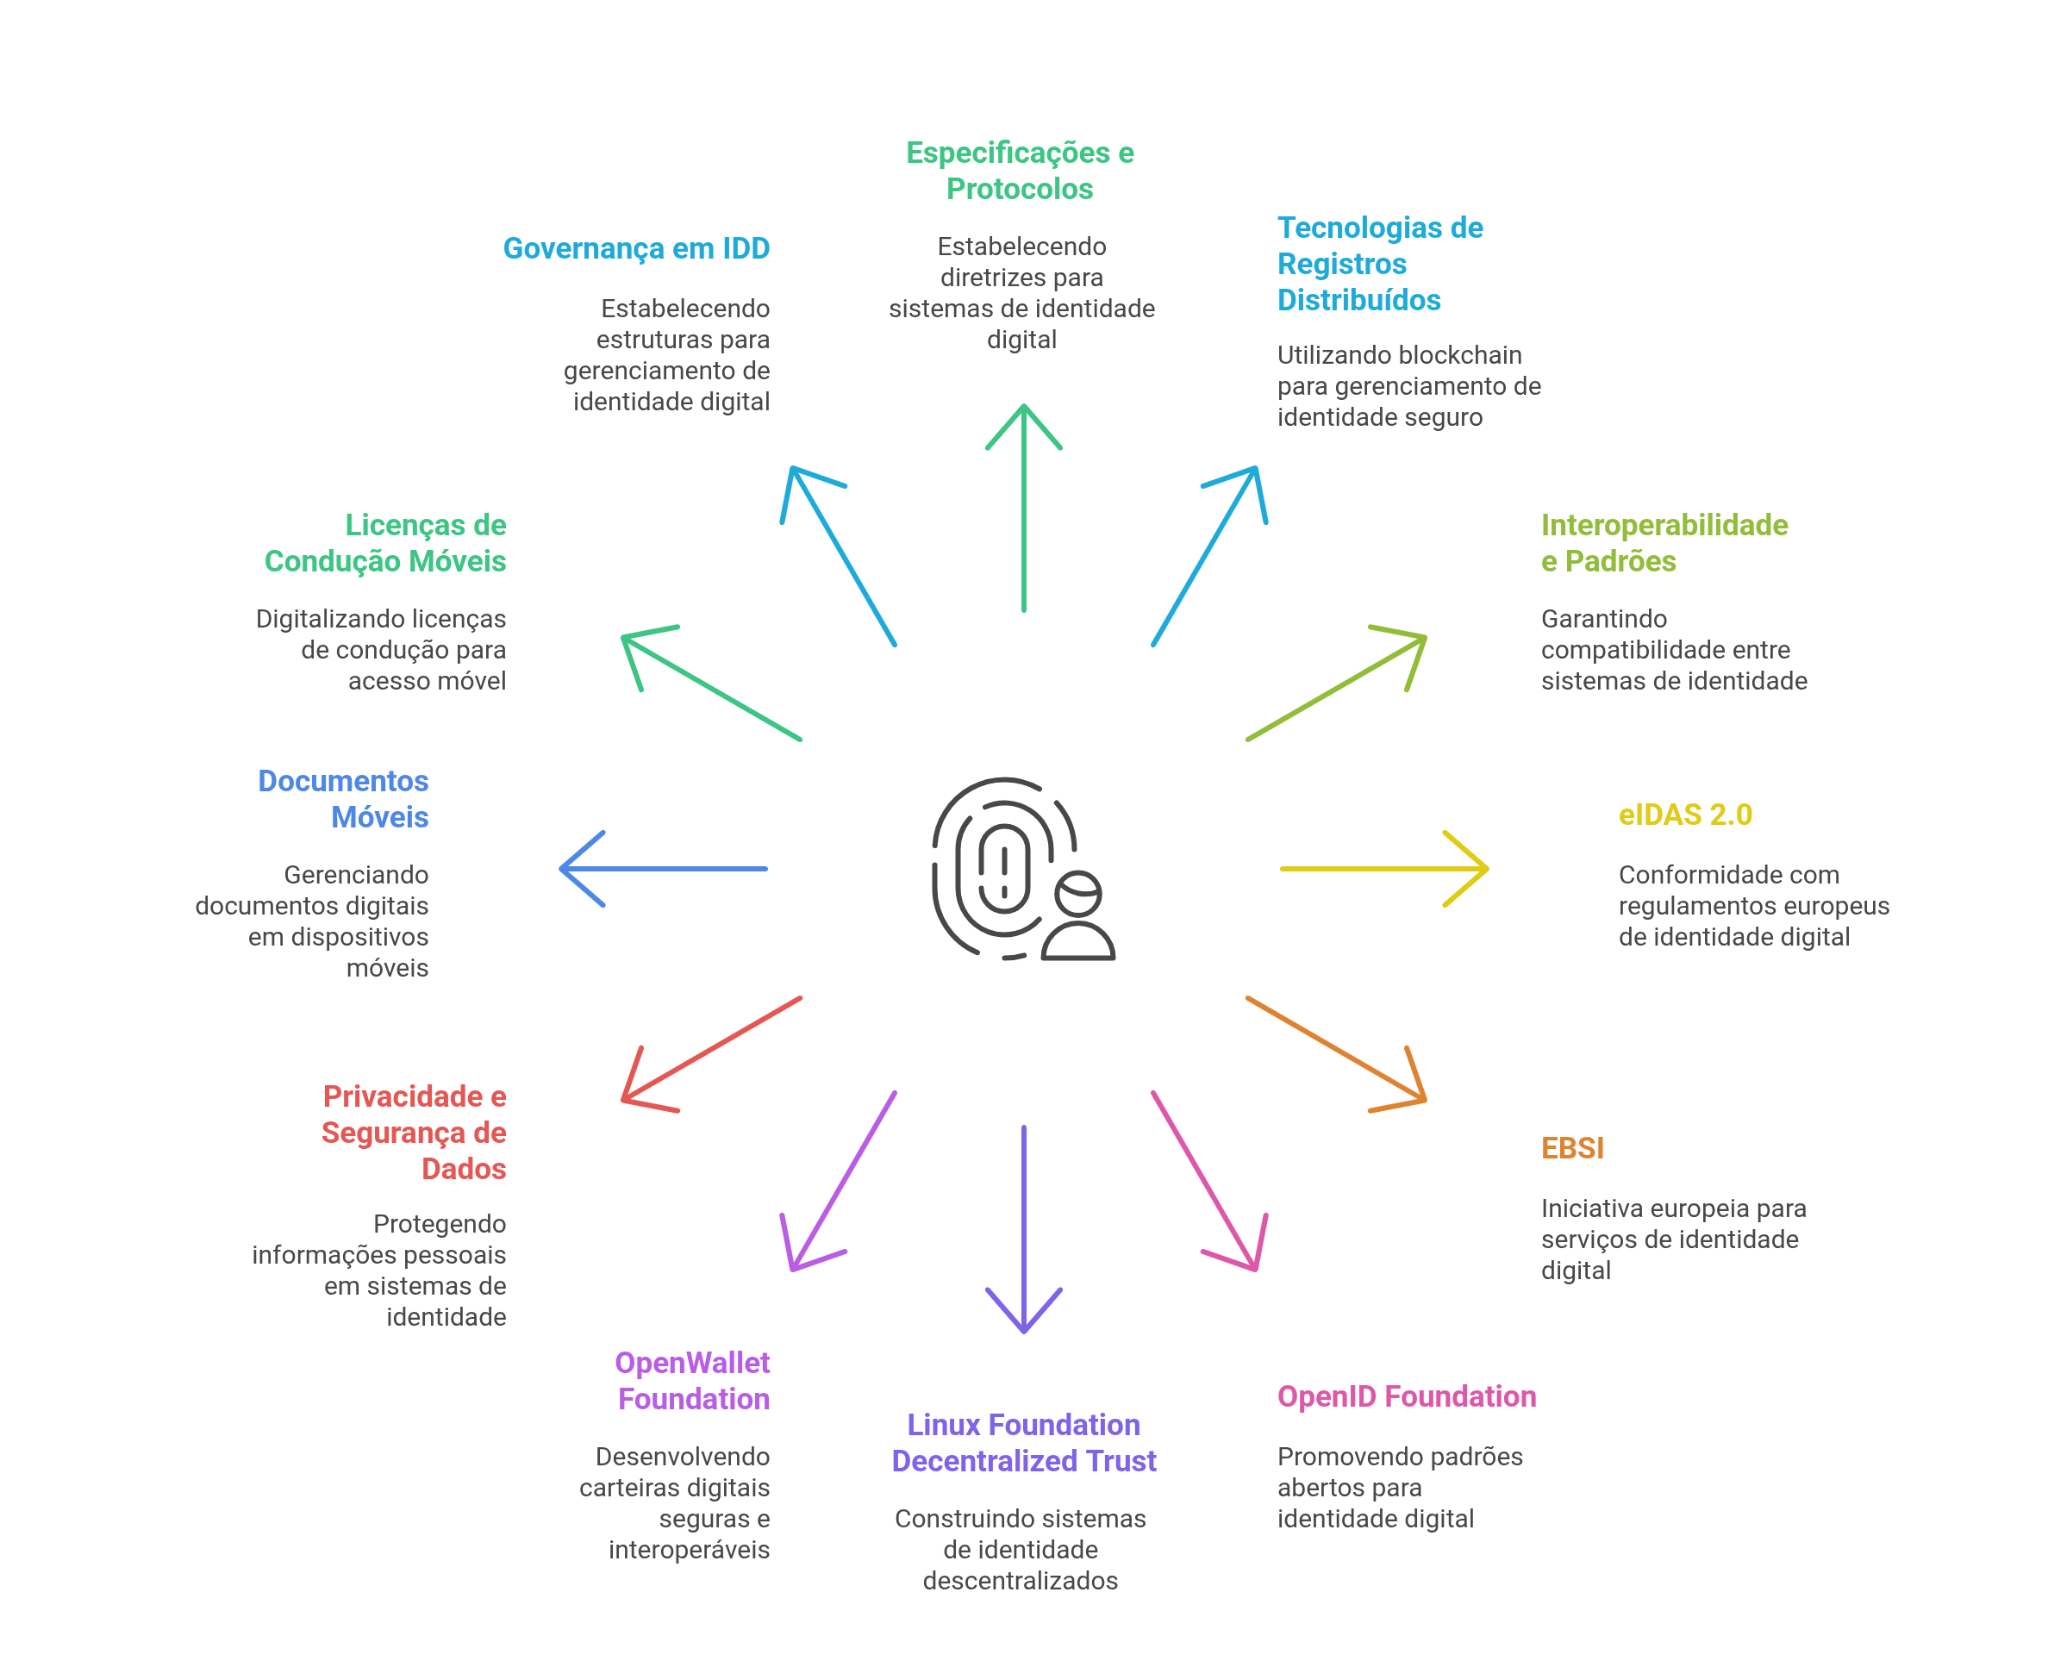 Especificações e
Protocolos
Estabelecendo
diretrizes para
sistemas de identidade
digital
Tecnologias de
Registros
Distribuídos
Utilizando blockchain
para gerenciamento de
identidade seguro
Interoperabilidade
e Padrões
Garantindo
compatibilidade entre
sistemas de identidade
eIDAS 2.0
Conformidade com
regulamentos europeus
de identidade digital
EBSI
Iniciativa europeia para
serviços de identidade
digital
OpenID Foundation
Promovendo padrões
abertos para
identidade digital
Linux Foundation
Decentralized Trust
Construindo sistemas
de identidade
descentralizados
OpenWallet
Foundation
Desenvolvendo
carteiras digitais
seguras e
interoperáveis
Privacidade e
Segurança de
Dados
Protegendo
informações pessoais
em sistemas de
identidade
Documentos
Móveis
Gerenciando
documentos digitais
em dispositivos
móveis
Licenças de
Condução Móveis
Digitalizando licenças
de condução para
acesso móvel
Governança em IDD
Estabelecendo
estruturas para
gerenciamento de
identidade digital